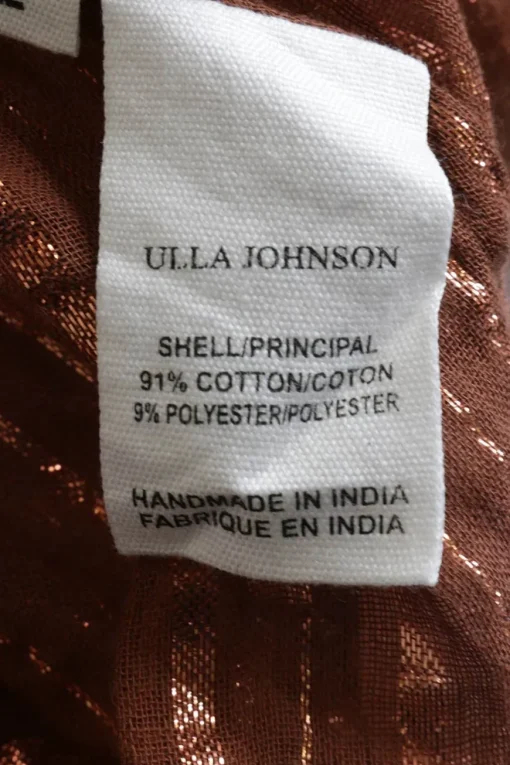 ULLA JOHNSON
SHELL/PRINCIPAL
91% COTTON/COTON
9% POLYESTER/POLYESTER
HANDMADE IN INDIA
FABRIQUE EN INDIA